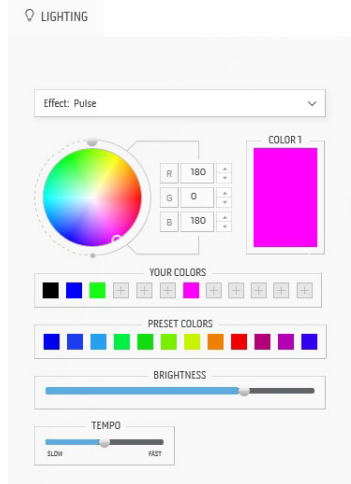 LIGHTING
Effect: Pulse
COLOR 1
R 180
G 0
B 180
YOUR COLORS
PRESET COLORS
BRIGHTNESS
TEMPO
SLOW FAST